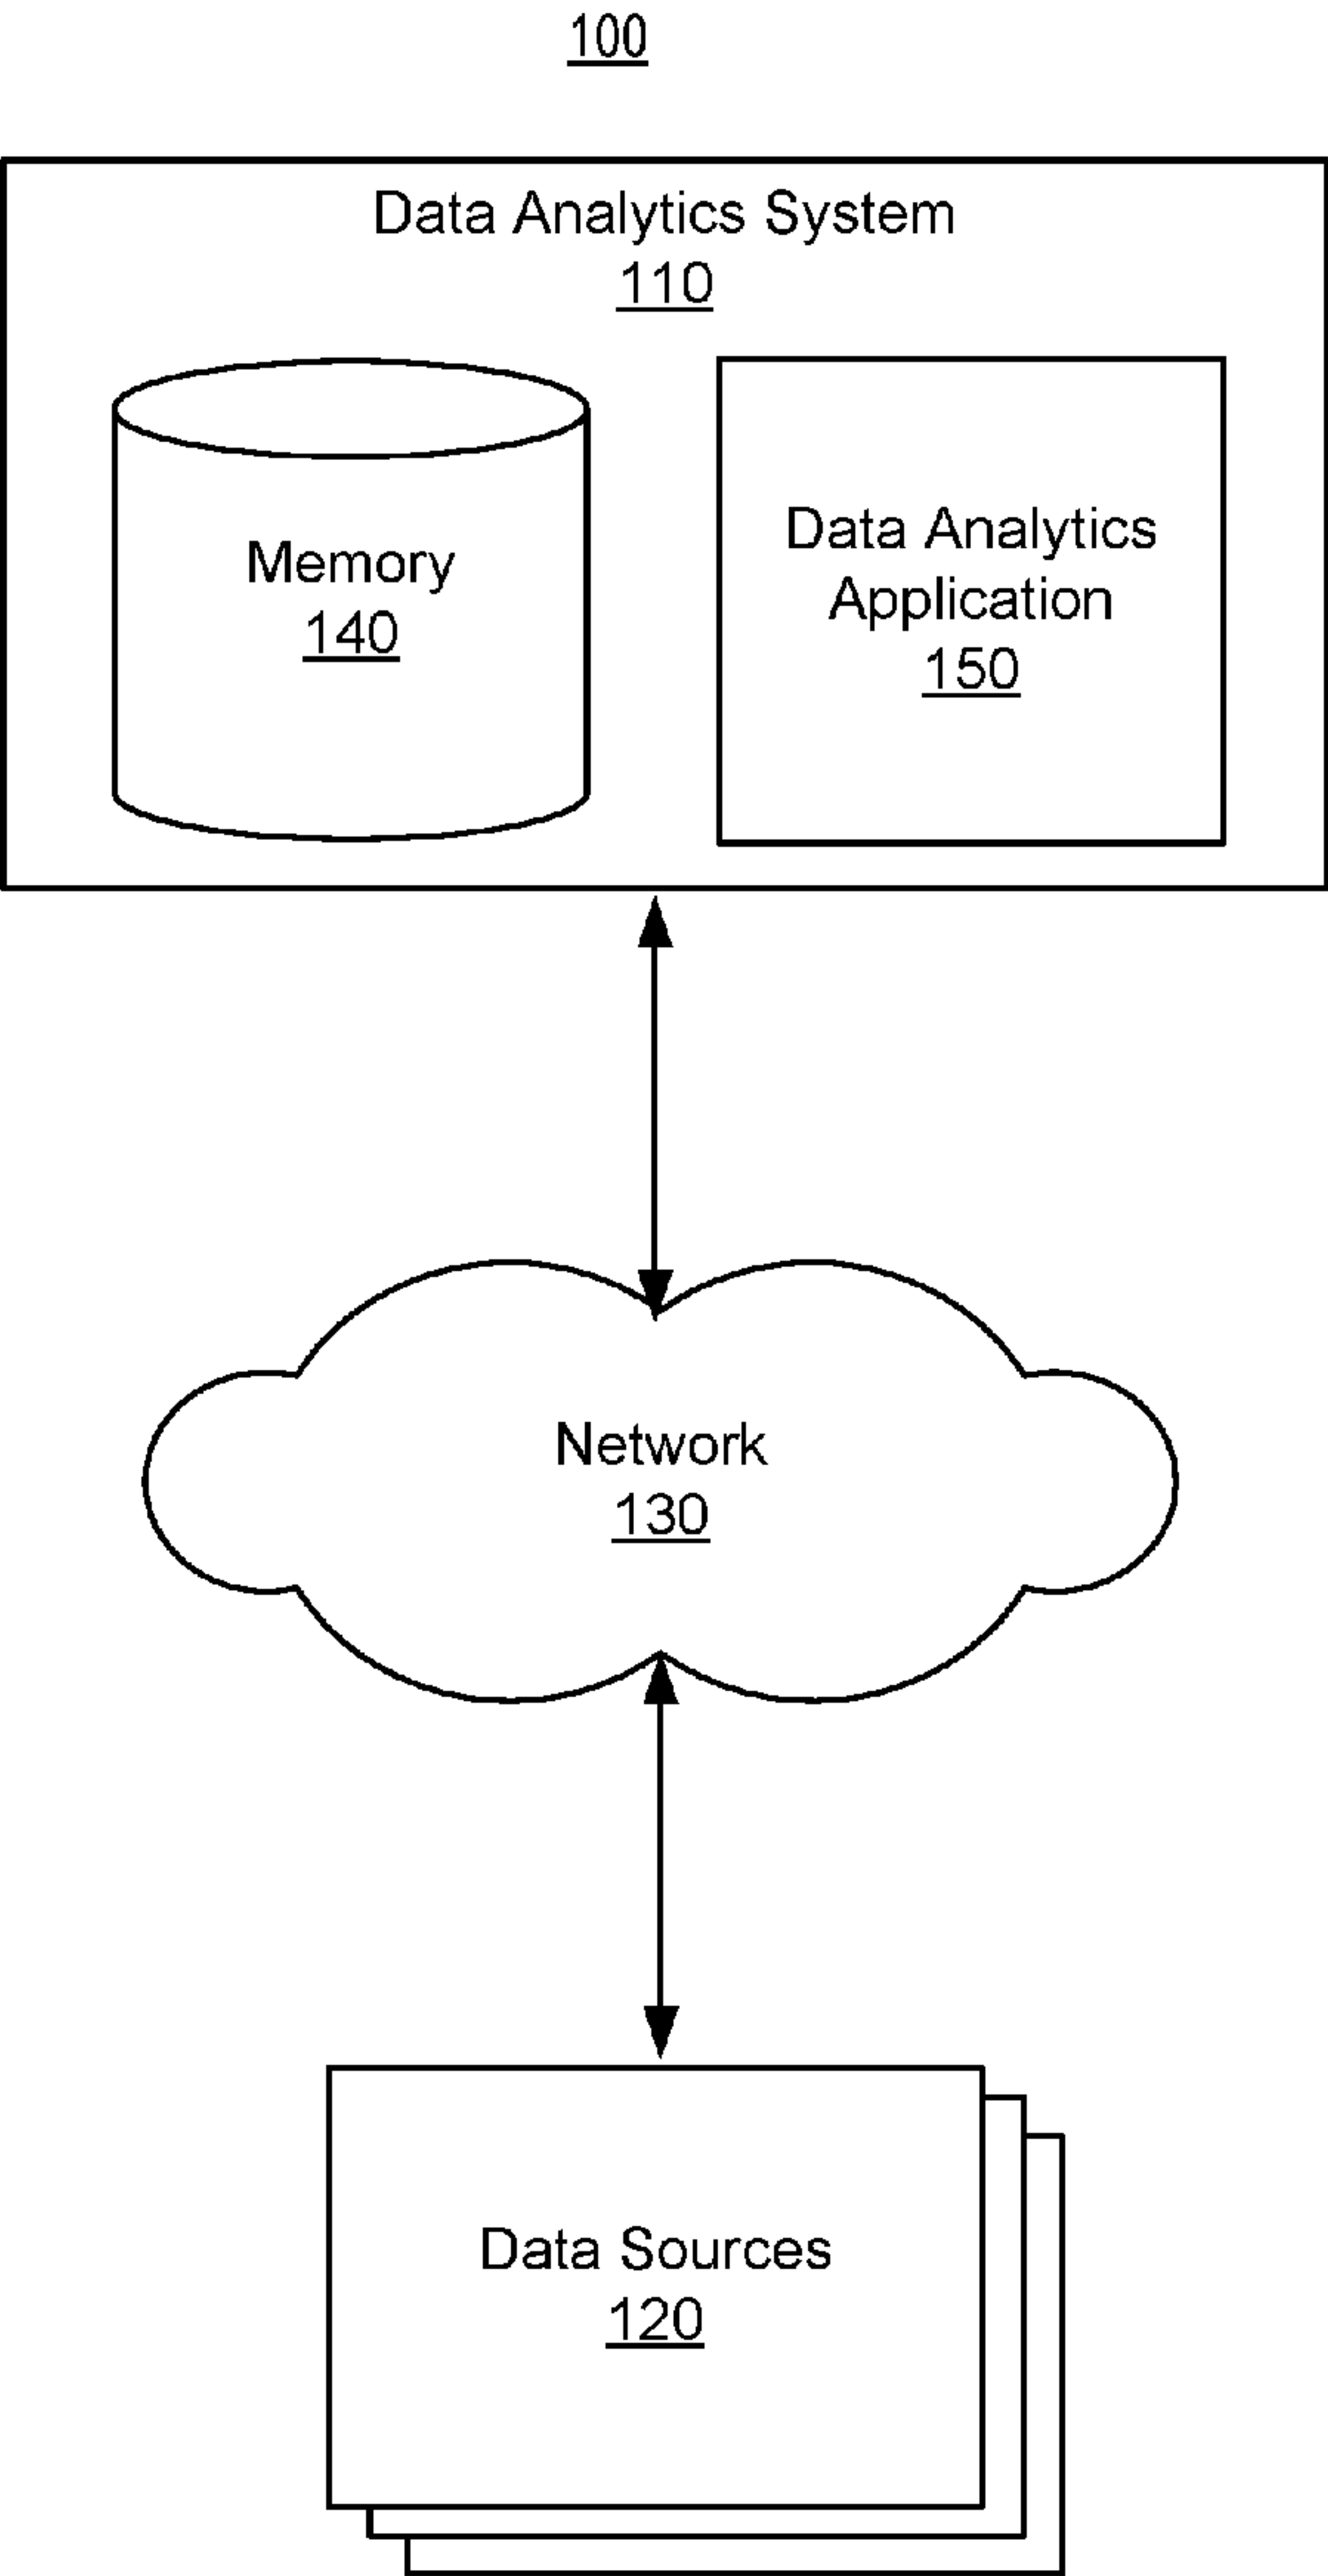 100
Data Analytics System
110
Memory
140
Data Analytics
Application
150
Network
130
Data Sources
120